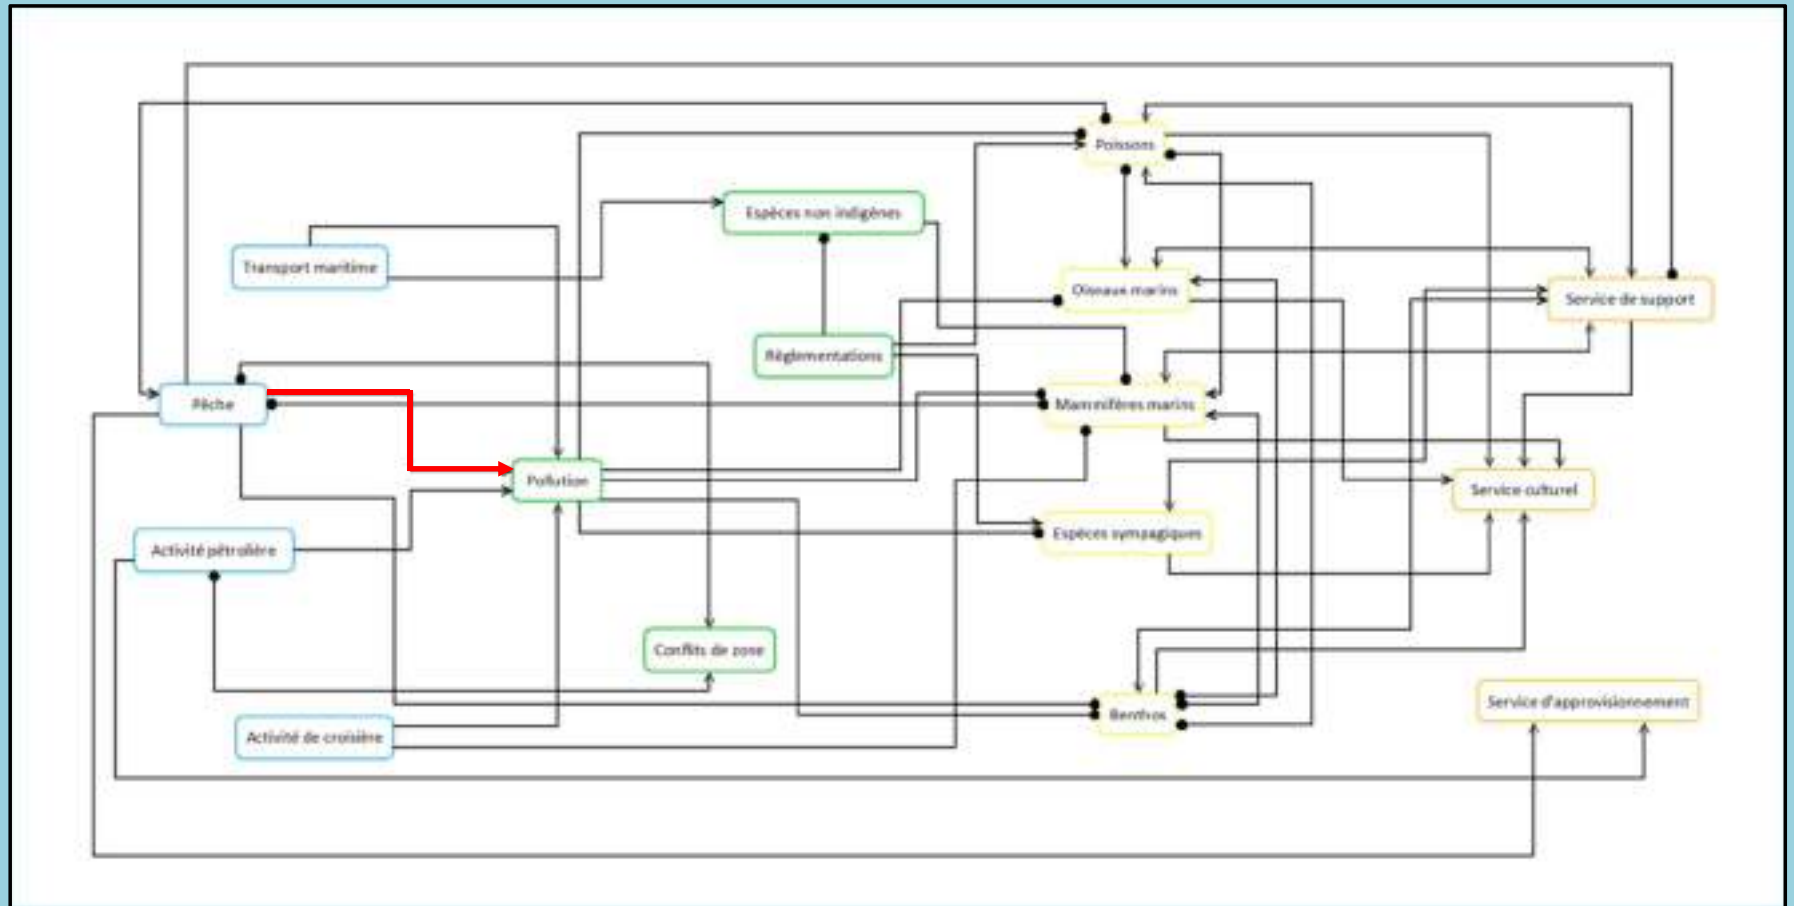 Poissons
Espèces non indigènes
Transport maritime
Oiseaux marins
Service de support
Règlementations
Pêche
Mammifères marins
Pollution
Service culturel
Espèces sympagiques
Activité pétrolière
Conflits de zone
Service d'approvisionnement
Benthos
Activité de croisière